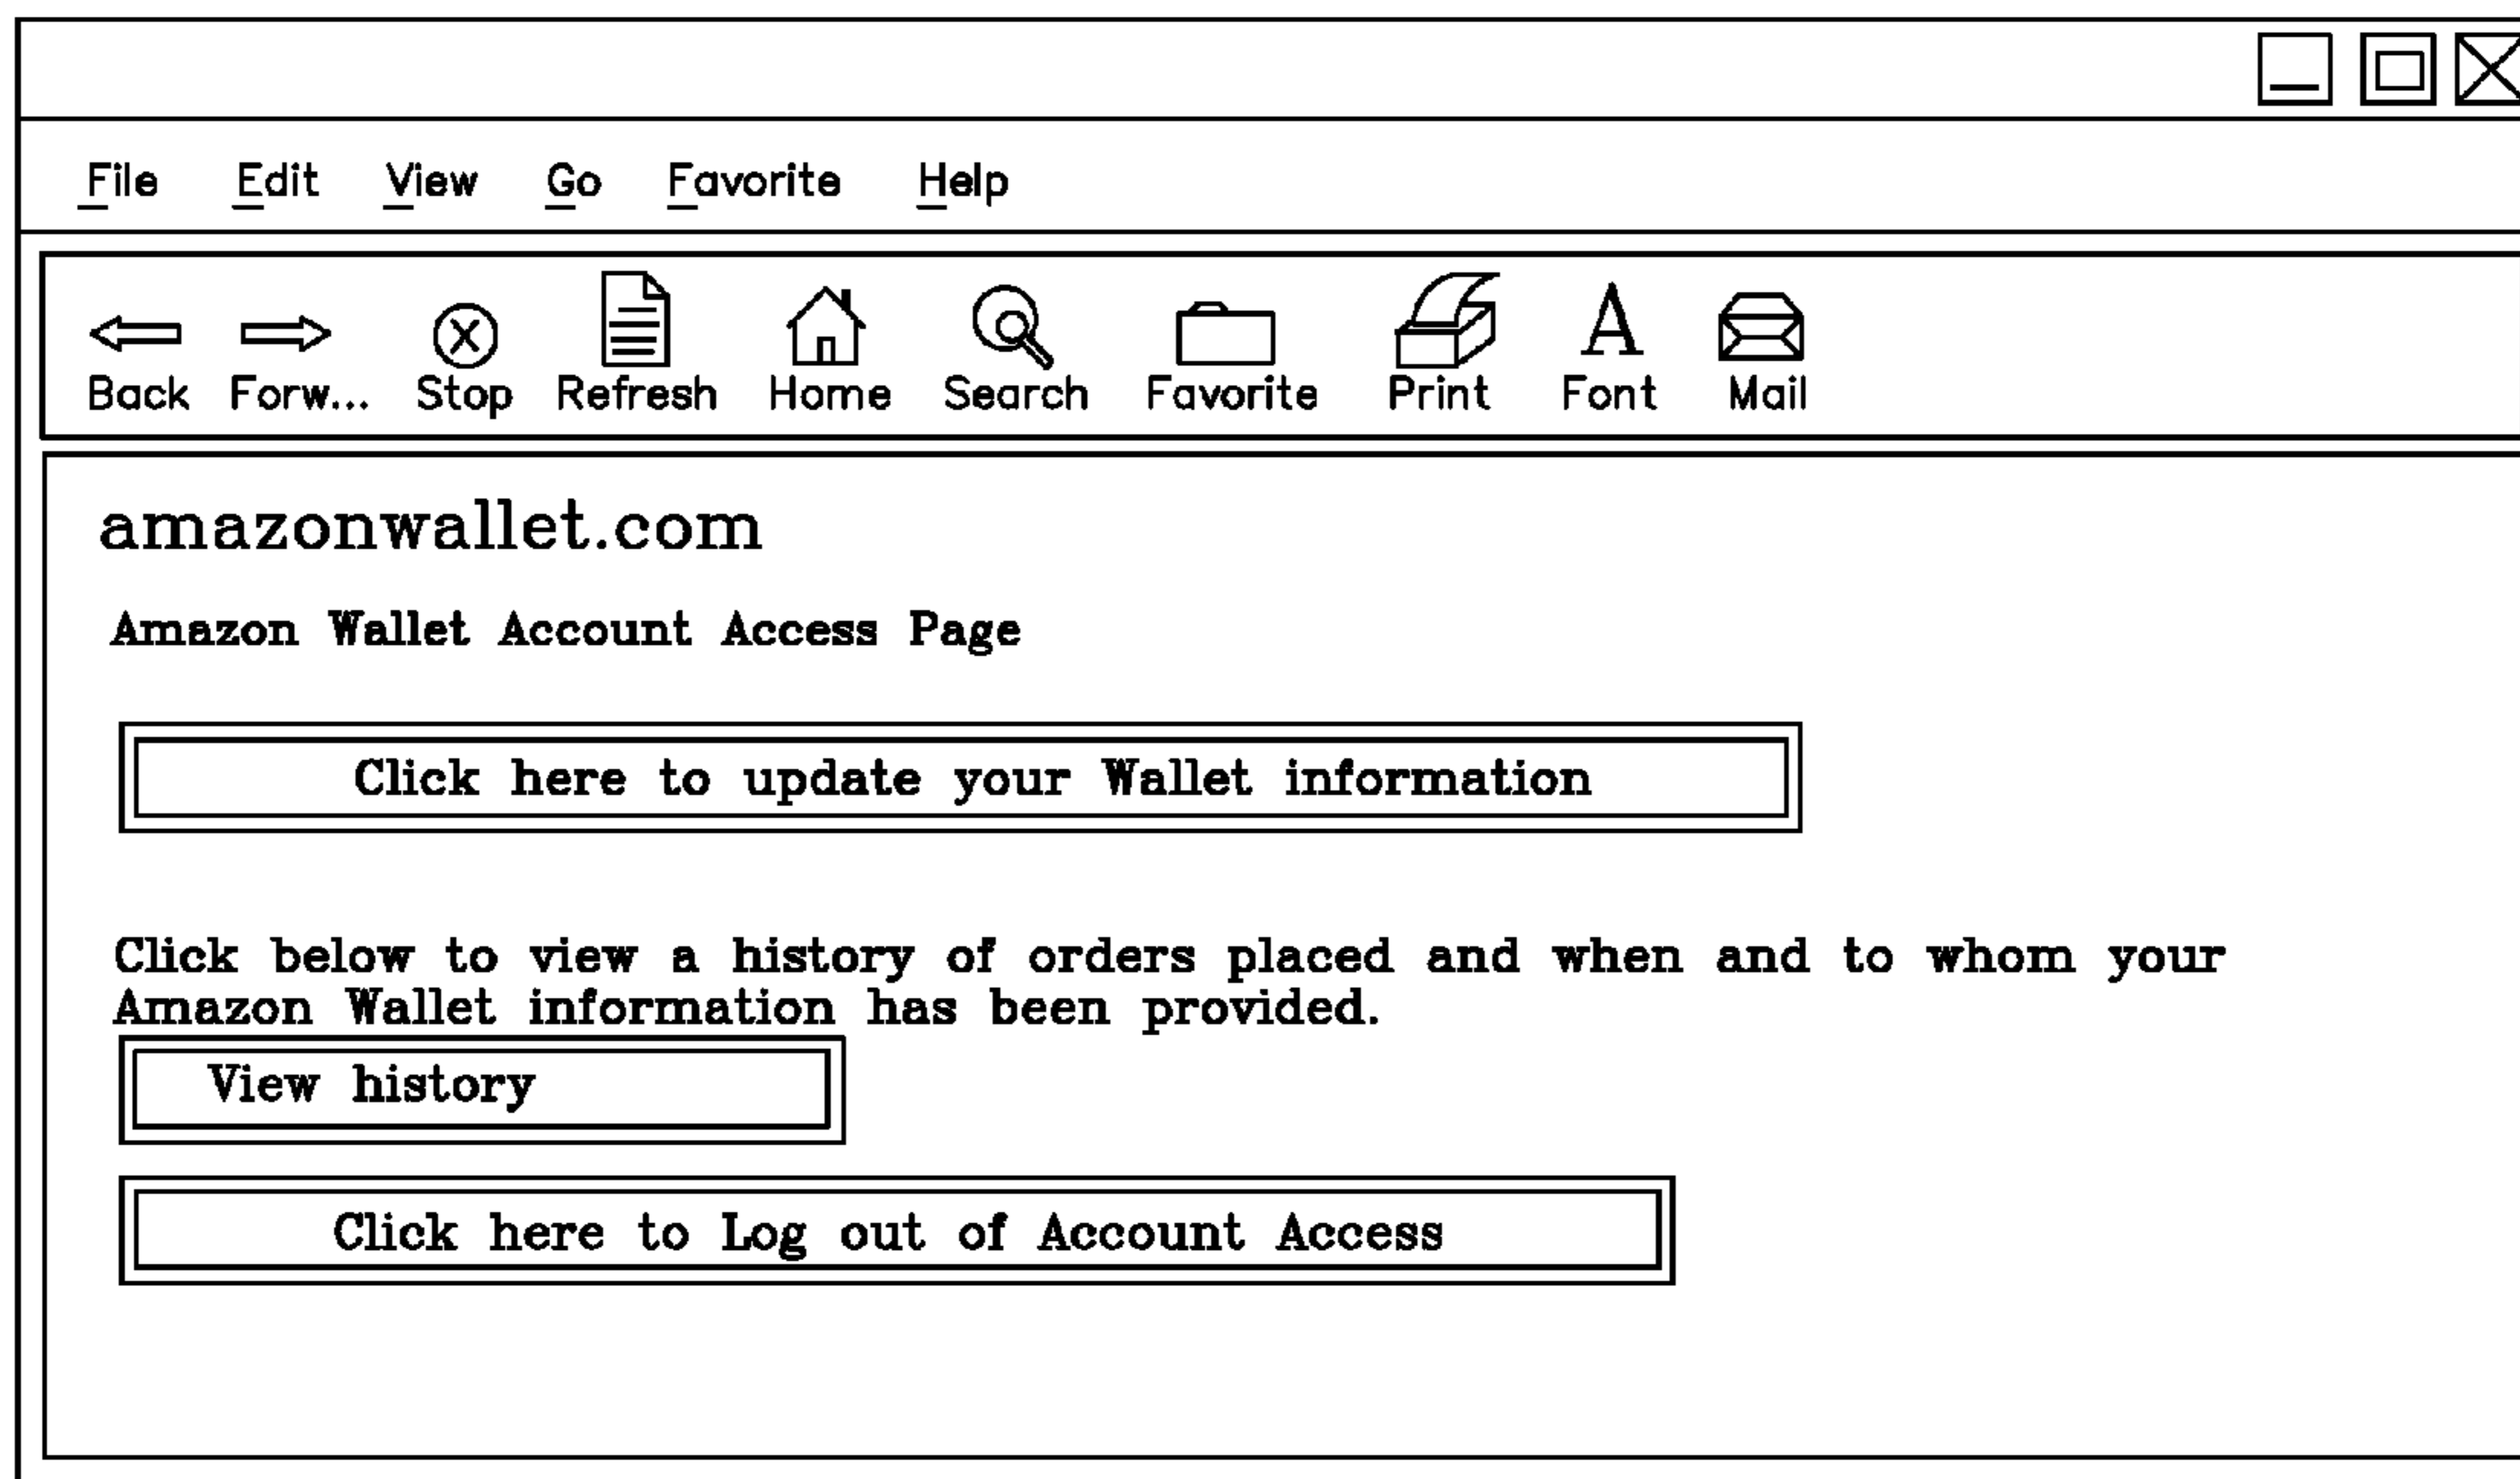 File Edit View Go Favorite Help
Back Forw... Stop Refresh Home Search Favorite Print Font Mail
amazonwallet.com
Amazon Wallet Account Access Page
Click here to update your Wallet information
Click below to view a history of orders placed and when and to whom your
Amazon Wallet information has been provided.
View history
Click here to Log out of Account Access